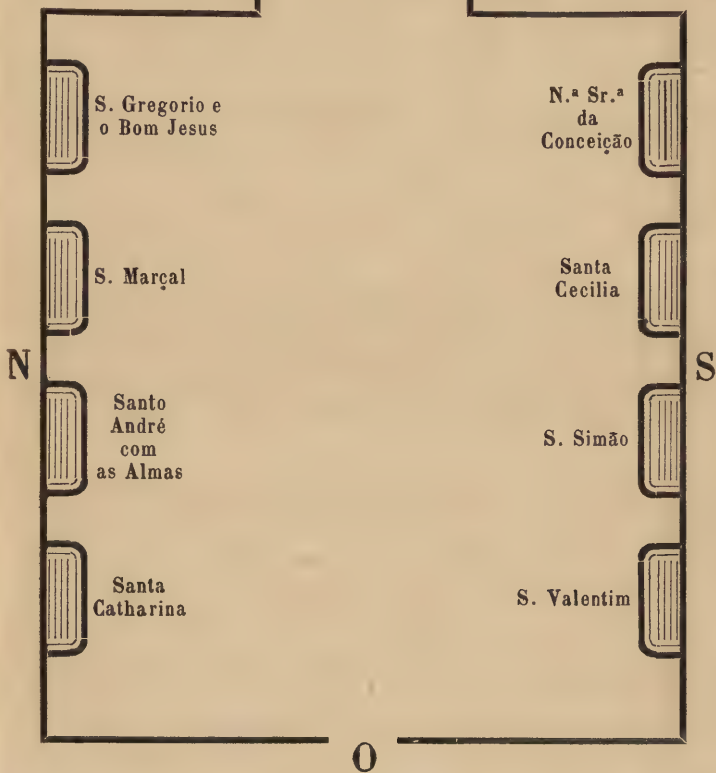 S. Gregorio e
o Bom Jesus
N.ª Sr.ª
da
Conceição
S. Marçal
Santa
Cecilia
N
S
Santo
André
com
as Almas
S. Simão
Santa
Catharina
S. Valentim
O